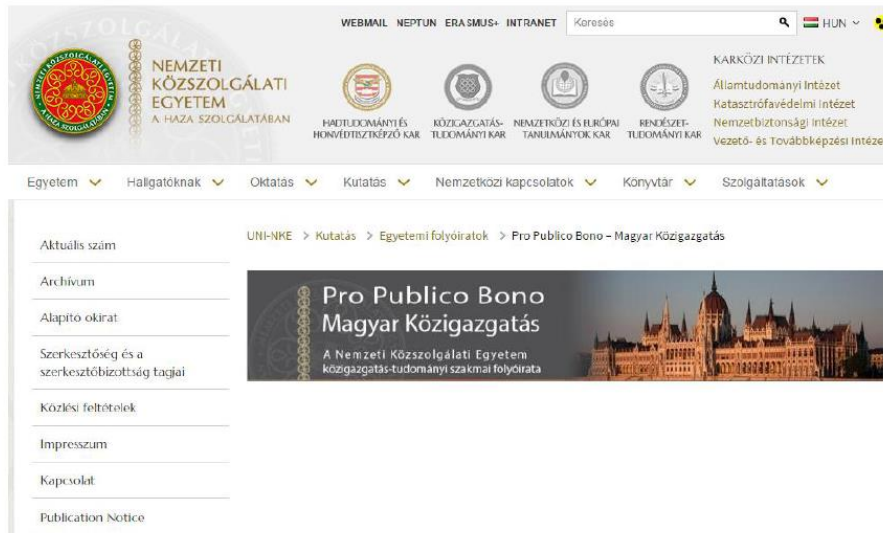 WEBMAIL NEPTUN ERASMUS+ INTRANET Keresés HUN
NEMZETI
KÖZSZOLGÁLATI
EGYETEM
A HAZA SZOLGÁLATÁBAN
HADTUDOMÁNYI ÉS
HONVÉDTISZTKÉPZŐ KAR
KÖZIGAZGATÁS-
TUDOMÁNYI KAR
NEMZETKÖZI ÉS EURÓPAI
TANULMÁNYOK KAR
RENDÉSZET-
TUDOMÁNYI KAR
KARKÖZI INTÉZETEK
Államtudományi Intézet
Katasztrófavédelmi Intézet
Nemzetbiztonsági Intézet
Vezető- és Továbbképzési Intéze
Egyetem Hallgatóknak Oktatás Kutatás Nemzetközi kapcsolatok Könyvtár Szolgáltatások
UNI-NKE > Kutatás > Egyetemi folyóiratok > Pro Publico Bono – Magyar Közigazgatás
Aktuális szám
Archívum
Alapító okirat
Szerkesztőség és a
szerkesztőbizottság tagjai
Közlési feltételek
Impresszum
Kapcsolat
Publication Notice
Pro Publico Bono
Magyar Közigazgatás
A Nemzeti Közszolgálati Egyetem
közigazgatás-tudományi szakmai folyóirata